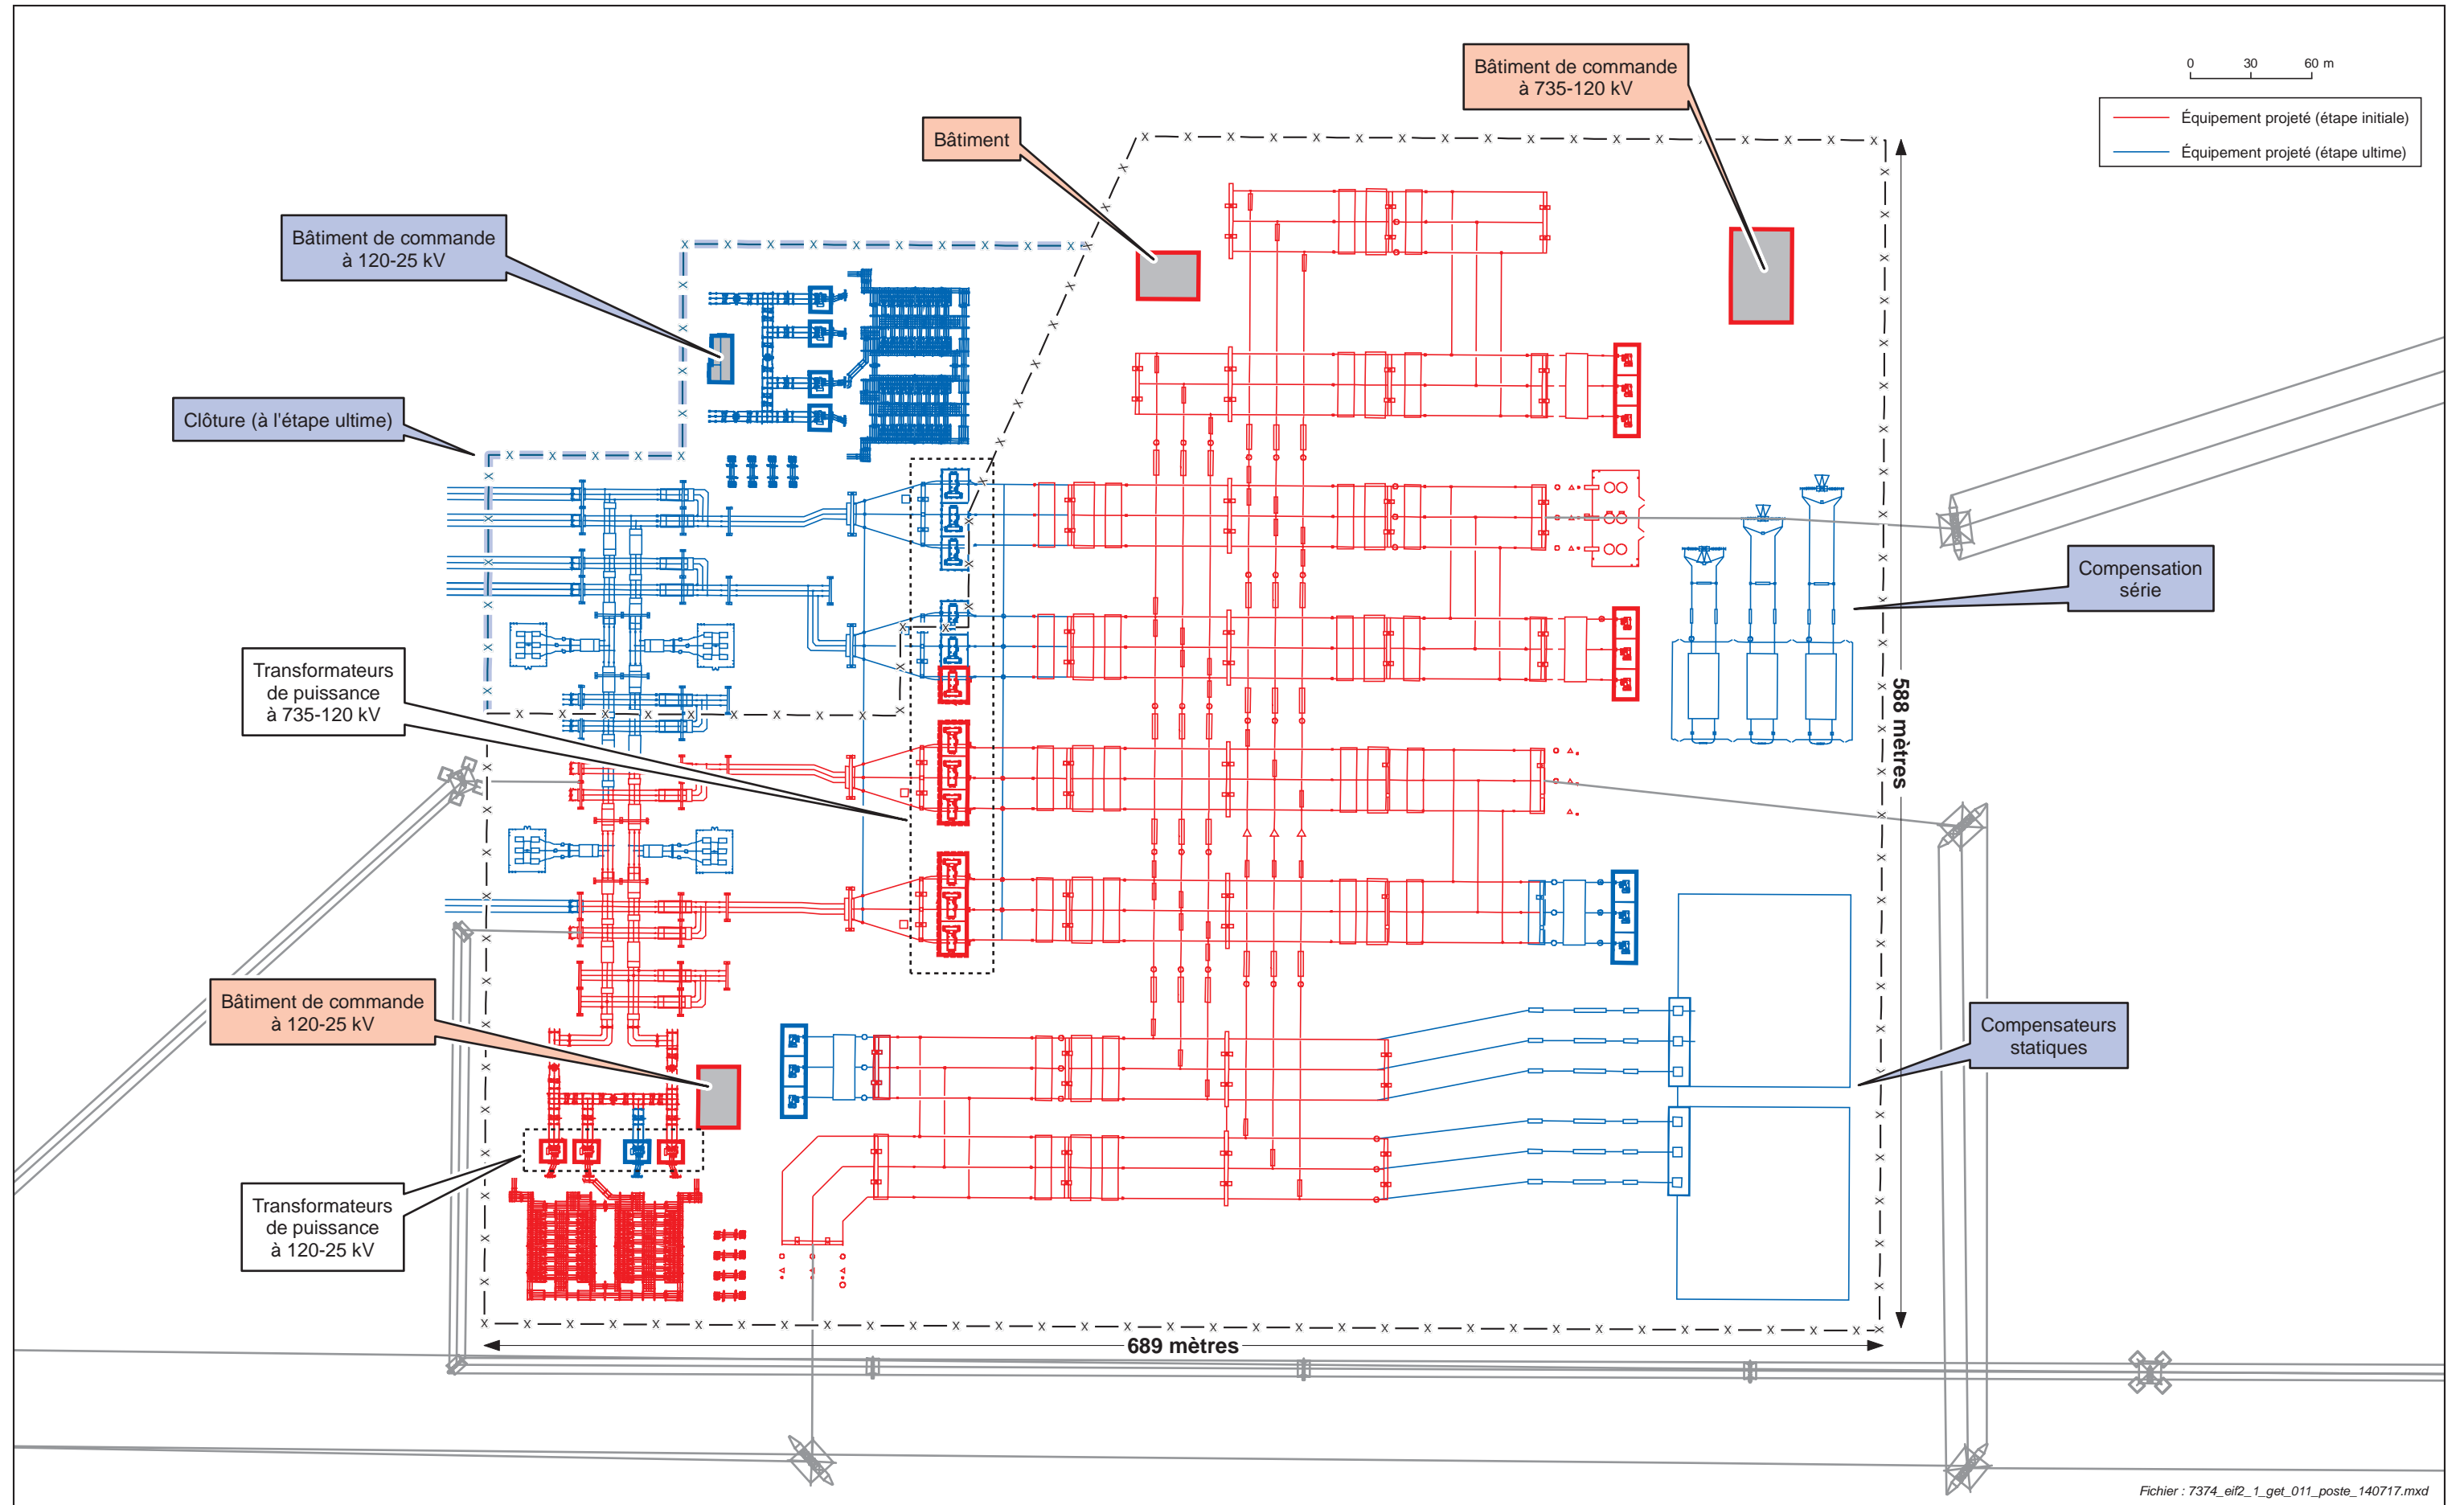 Bâtiment de commande
à 735-120 kV
0 30 60 m
Équipement projeté (étape initiale)
Équipement projeté (étape ultime)
Bâtiment
Bâtiment de commande
à 120-25 kV
Clôture (à l'étape ultime)
Compensation
série
Transformateurs
de puissance
à 735-120 kV
588 mètres
Bâtiment de commande
à 120-25 kV
Compensateurs
statiques
Transformateurs
de puissance
à 120-25 kV
689 mètres
Fichier : 7374_eif2_1_get_011_poste_140717.mxd